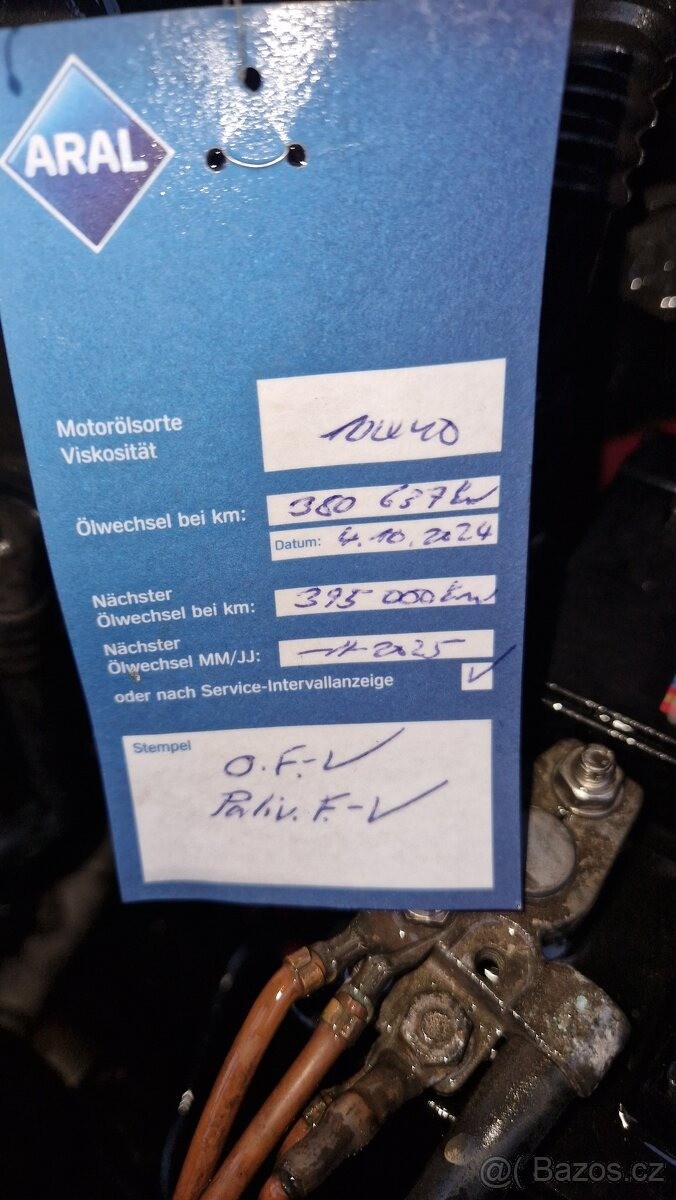 ARAL
Motorölsorte
Viskosität
10W40
Ölwechsel bei km:
380 637 km
Datum: 4.10.2024
Nächster
Ölwechsel bei km:
395 000 km
Nächster
Ölwechsel MM/JJ:
2025
oder nach Service-Intervallanzeige
✓
Stempel
O.F.-✓
Paliv. F.-✓
Bazos.cz